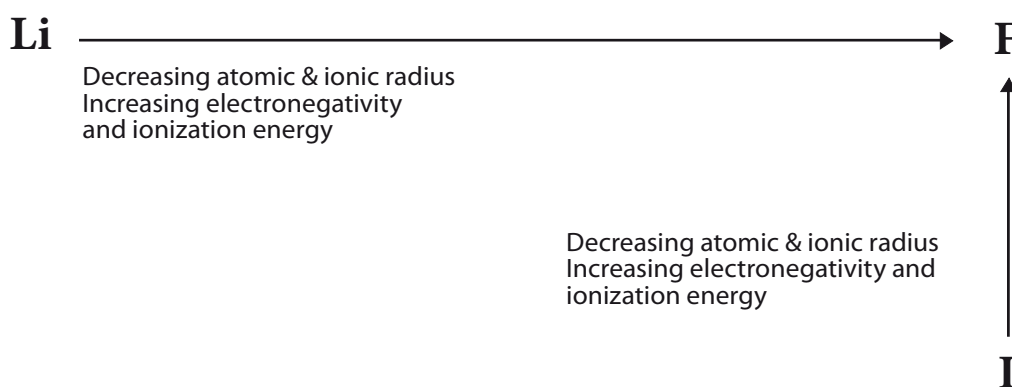 Li
F
Decreasing atomic & ionic radius
Increasing electronegativity
and ionization energy
Decreasing atomic & ionic radius
Increasing electronegativity and
ionization energy
I